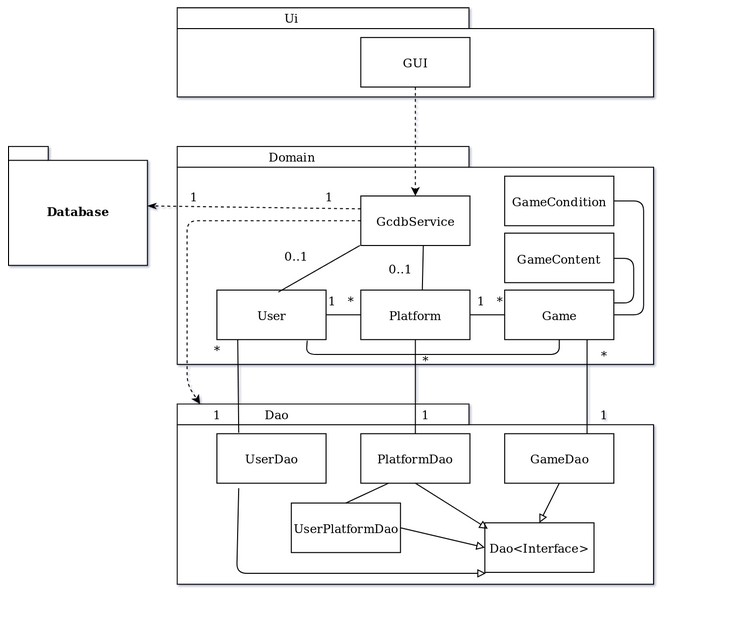 Ui
GUI
Domain
Database
1
1
GcdbService
GameCondition
GameContent
0..1
0..1
User
1
*
Platform
1
*
Game
*
*
*
1
Dao
1
1
UserDao
PlatformDao
GameDao
UserPlatformDao
Dao<Interface>